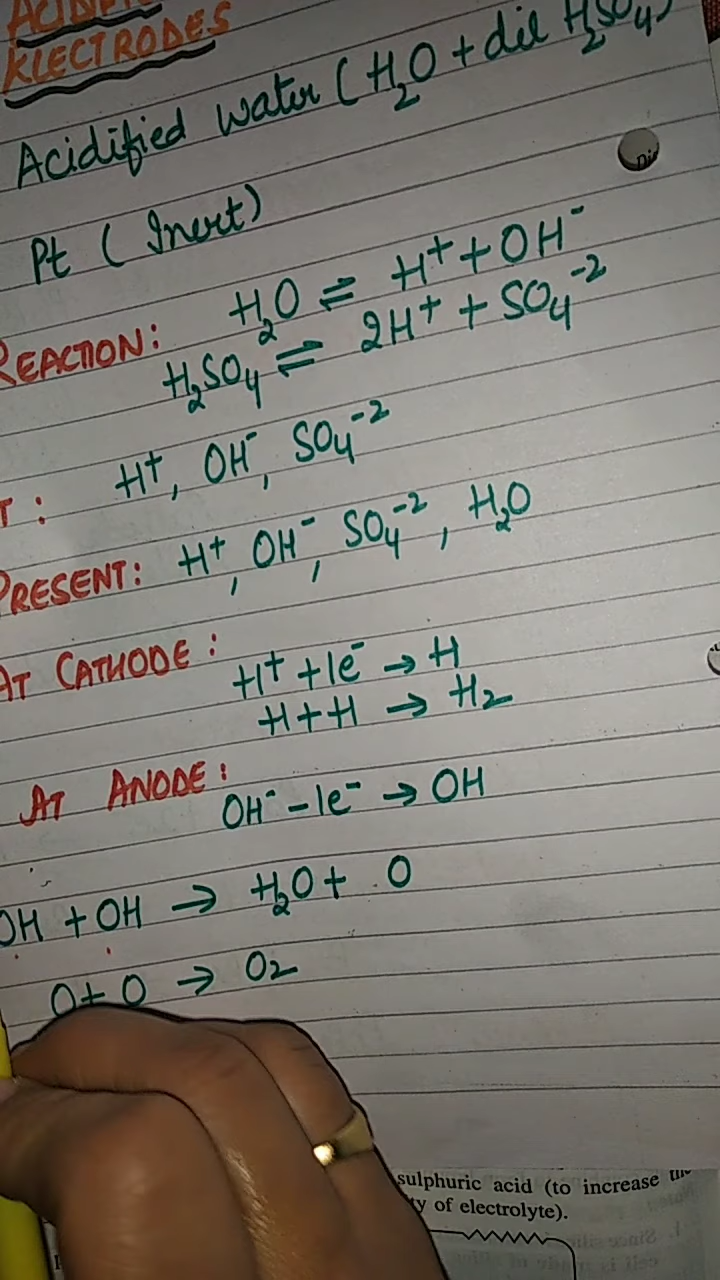 ELECTRODES
Acidified water (H₂O + dil H₂SO₄)
Pt (Inert)
REACTION: H₂O ⇌ H⁺ + OH⁻
H₂SO₄ ⇌ 2H⁺ + SO₄⁻²
T : H⁺, OH⁻, SO₄⁻²
PRESENT: H⁺, OH⁻, SO₄⁻², H₂O
AT CATHODE: H⁺ + 1e⁻ → H
H + H → H₂
AT ANODE: OH⁻ - 1e⁻ → OH
OH + OH → H₂O + O
O + O → O₂
sulphuric acid (to increase
ty of electrolyte).